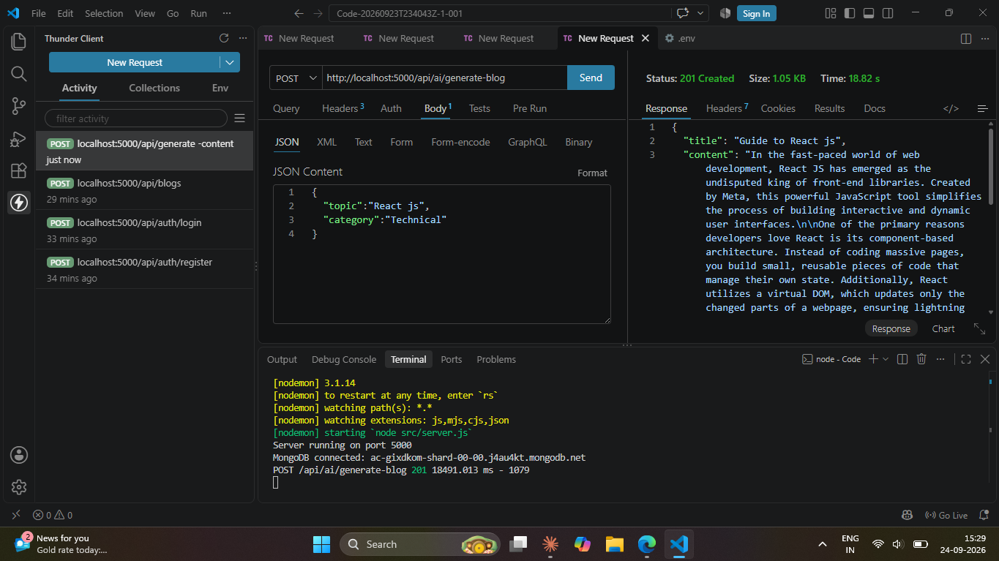 File Edit Selection View Go Run ···
Code-20260923T234043Z-1-001
Sign In
Thunder Client
New Request
Activity Collections Env
filter activity
POST localhost:5000/api/generate -content
just now
POST localhost:5000/api/blogs
29 mins ago
POST localhost:5000/api/auth/login
33 mins ago
POST localhost:5000/api/auth/register
34 mins ago
TC New Request TC New Request TC New Request TC New Request .env
POST http://localhost:5000/api/ai/generate-blog Send
Query Headers 3 Auth Body 1 Tests Pre Run
JSON XML Text Form Form-encode GraphQL Binary
JSON Content Format
1 {
2 "topic":"React js",
3 "category":"Technical"
4 }
Status: 201 Created Size: 1.05 KB Time: 18.82 s
Response Headers 7 Cookies Results Docs </>
1 {
2 "title": "Guide to React js",
3 "content": "In the fast-paced world of web
development, React JS has emerged as the
undisputed king of front-end libraries. Created
by Meta, this powerful JavaScript tool simplifies
the process of building interactive and dynamic
user interfaces.\n\nOne of the primary reasons
developers love React is its component-based
architecture. Instead of coding massive pages,
you build small, reusable pieces of code that
manage their own state. Additionally, React
utilizes a virtual DOM, which updates only the
changed parts of a webpage, ensuring lightning
Response Chart
Output Debug Console Terminal Ports Problems
node - Code
[nodemon] 3.1.14
[nodemon] to restart at any time, enter `rs`
[nodemon] watching path(s): *.*
[nodemon] watching extensions: js,mjs,cjs,json
[nodemon] starting `node src/server.js`
Server running on port 5000
MongoDB connected: ac-gixdkom-shard-00-00.j4au4kt.mongodb.net
POST /api/ai/generate-blog 201 18491.013 ms - 1079
0 0
Go Live
2
News for you
Gold rate today:...
Search
ENG
IN
15:29
24-09-2026